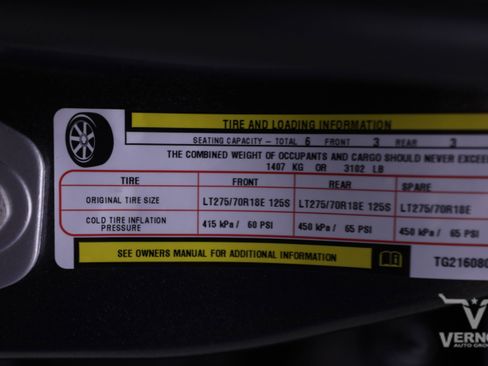 TIRE AND LOADING INFORMATION
SEATING CAPACITY - TOTAL 6 FRONT 3 REAR 3
THE COMBINED WEIGHT OF OCCUPANTS AND CARGO SHOULD NEVER EXCEE
1407 KG OR 3102 LB
TIRE FRONT REAR SPARE
ORIGINAL TIRE SIZE LT275/70R18E 125S LT275/70R18E 125S LT275/70R18E
COLD TIRE INFLATION PRESSURE 415 kPa / 60 PSI 450 kPa / 65 PSI 450 kPa / 65 PSI
SEE OWNERS MANUAL FOR ADDITIONAL INFORMATION
TG216080
VERNO
AUTO GROU